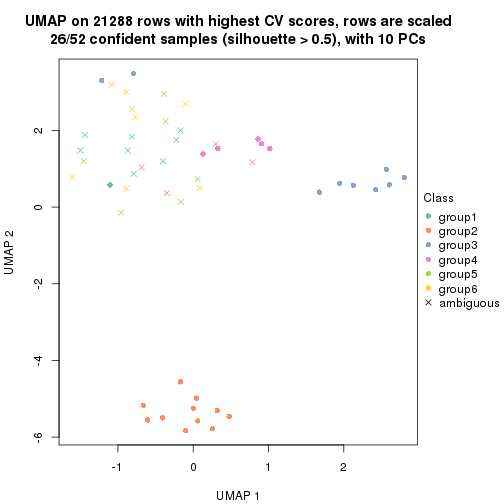 UMAP on 21288 rows with highest CV scores, rows are scaled
26/52 confident samples (silhouette > 0.5), with 10 PCs
UMAP 2
2
0
-2
-4
-6
-1
0
1
2
UMAP 1
Class
group1
group2
group3
group4
group5
group6
ambiguous